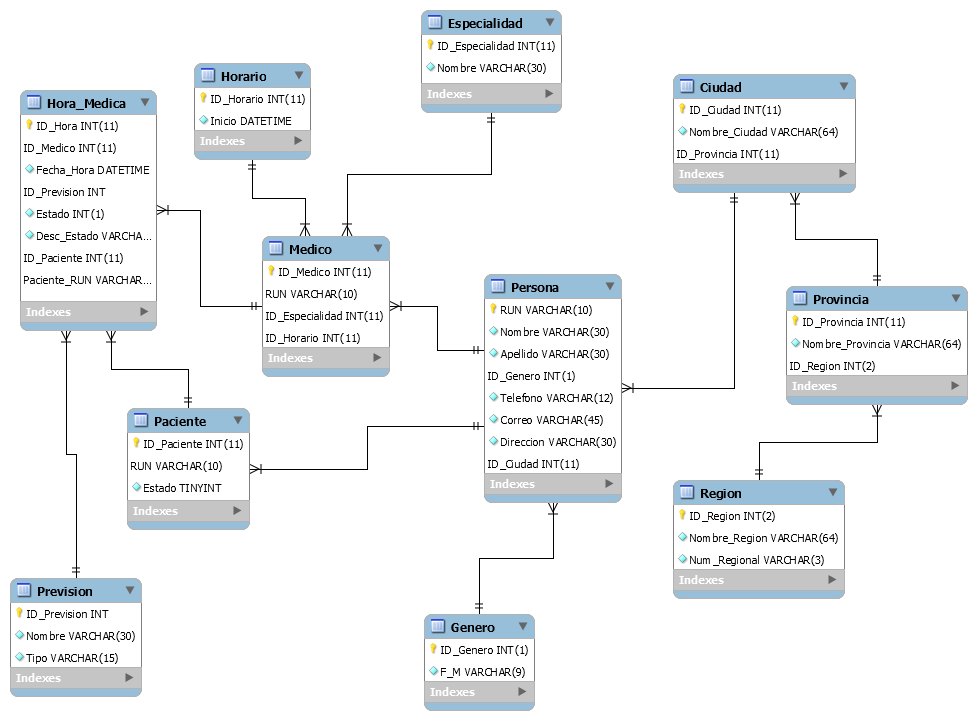 Especialidad
ID_Especialidad INT(11)
Nombre VARCHAR(30)
Indexes
Horario
ID_Horario INT(11)
Inicio DATETIME
Indexes
Hora_Medica
ID_Hora INT(11)
ID_Medico INT(11)
Fecha_Hora DATETIME
ID_Prevision INT
Estado INT(1)
Desc_Estado VARCHA...
ID_Paciente INT(11)
Paciente_RUN VARCHAR...
Indexes
Ciudad
ID_Ciudad INT(11)
Nombre_Ciudad VARCHAR(64)
ID_Provincia INT(11)
Indexes
Medico
ID_Medico INT(11)
RUN VARCHAR(10)
ID_Especialidad INT(11)
ID_Horario INT(11)
Indexes
Persona
RUN VARCHAR(10)
Nombre VARCHAR(30)
Apellido VARCHAR(30)
ID_Genero INT(1)
Telefono VARCHAR(12)
Correo VARCHAR(45)
Direccion VARCHAR(30)
ID_Ciudad INT(11)
Indexes
Provincia
ID_Provincia INT(11)
Nombre_Provincia VARCHAR(64)
ID_Region INT(2)
Indexes
Paciente
ID_Paciente INT(11)
RUN VARCHAR(10)
Estado TINYINT
Indexes
Region
ID_Region INT(2)
Nombre_Region VARCHAR(64)
Num_Regional VARCHAR(3)
Indexes
Prevision
ID_Prevision INT
Nombre VARCHAR(30)
Tipo VARCHAR(15)
Indexes
Genero
ID_Genero INT(1)
F_M VARCHAR(9)
Indexes